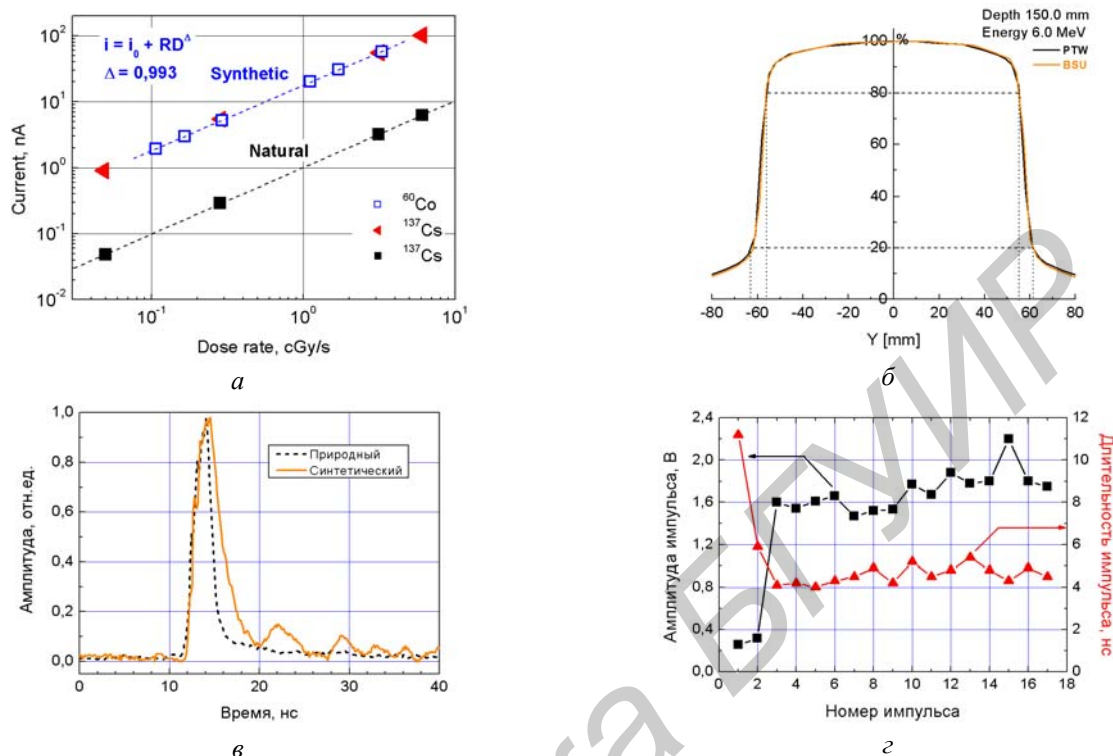 10²
10¹
10⁰
10⁻¹
10⁻²
Current, nA
i = i₀ + RD^Δ
Δ = 0,993
Synthetic
Natural
⁶⁰Co
¹³⁷Cs
¹³⁷Cs
10⁻¹ 10⁰ 10¹
Dose rate, cGy/s
а
Depth 150.0 mm
Energy 6.0 MeV
PTW
BSU
%
100
80
60
40
20
0
-80 -60 -40 -20 0 20 40 60 80
Y [mm]
б
1,0
0,8
0,6
0,4
0,2
0,0
Амплитуда, отн.ед.
Природный
Синтетический
0 10 20 30 40
Время, нс
в
2,4
2,0
1,6
1,2
0,8
0,4
0,0
Амплитуда импульса, В
12
10
8
6
4
2
0
Длительность импульса, нс
0 2 4 6 8 10 12 14 16 18
Номер импульса
г
БГУИР